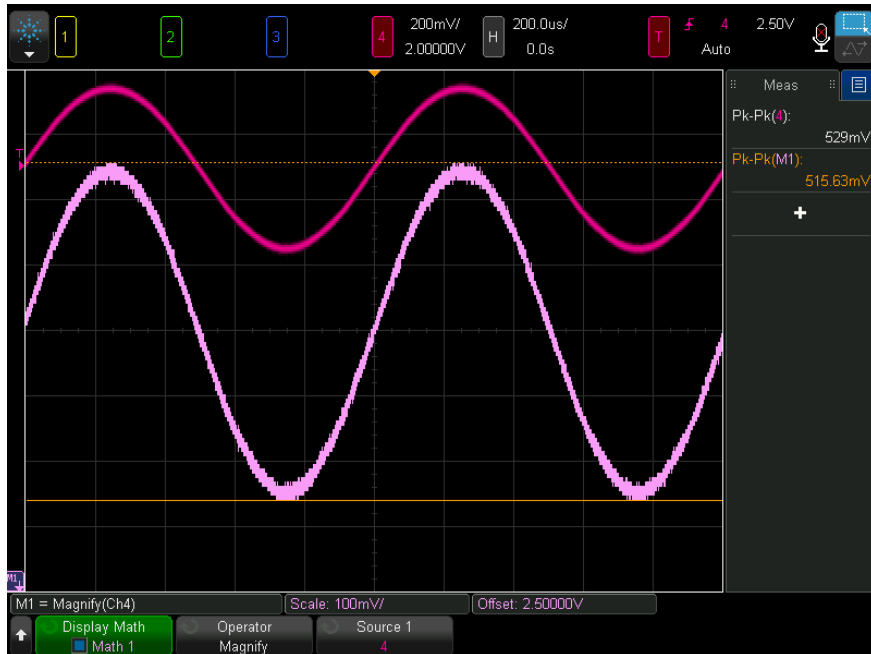 1 2 3 4 200mV/ H 200.0us/ T 4 2.50V
2.00000V 0.0s Auto
Meas
Pk-Pk(4):
529mV
Pk-Pk(M1):
515.63mV
+
T
M1
M1 = Magnify(Ch4) Scale: 100mV/ Offset: 2.50000V
Display Math Operator Source 1
Math 1 Magnify 4